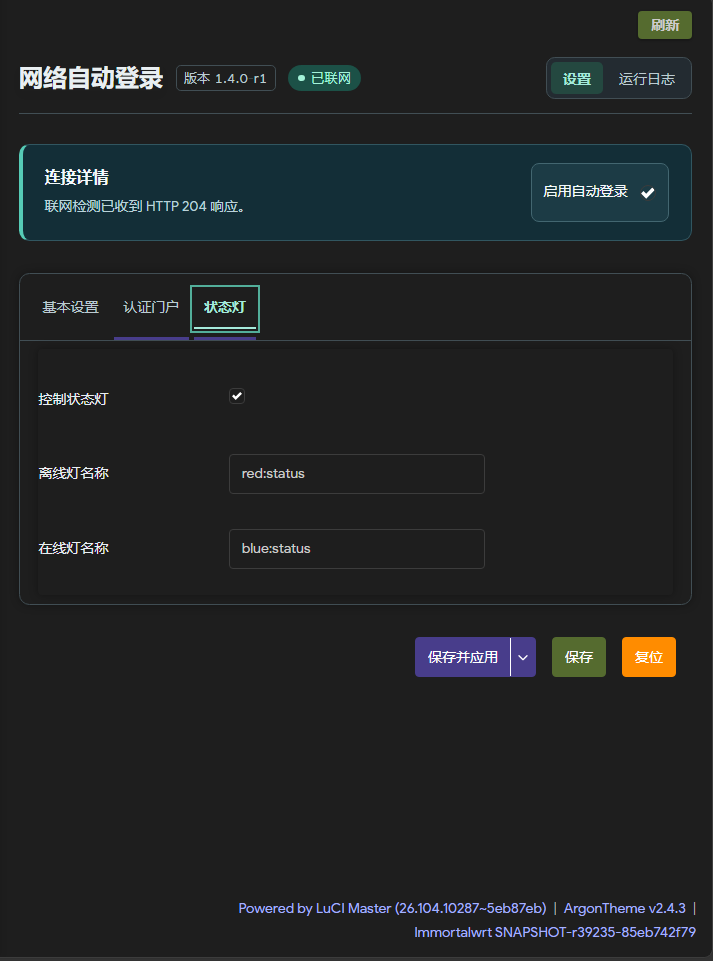 刷新
网络自动登录 版本 1.4.0-r1 已联网 设置 运行日志
连接详情
联网检测已收到 HTTP 204 响应。
启用自动登录
基本设置 认证门户 状态灯
控制状态灯
离线灯名称 red:status
在线灯名称 blue:status
保存并应用 保存 复位
Powered by LuCI Master (26.104.10287~5eb87eb) | ArgonTheme v2.4.3 |
Immortalwrt SNAPSHOT-r39235-85eb742f79